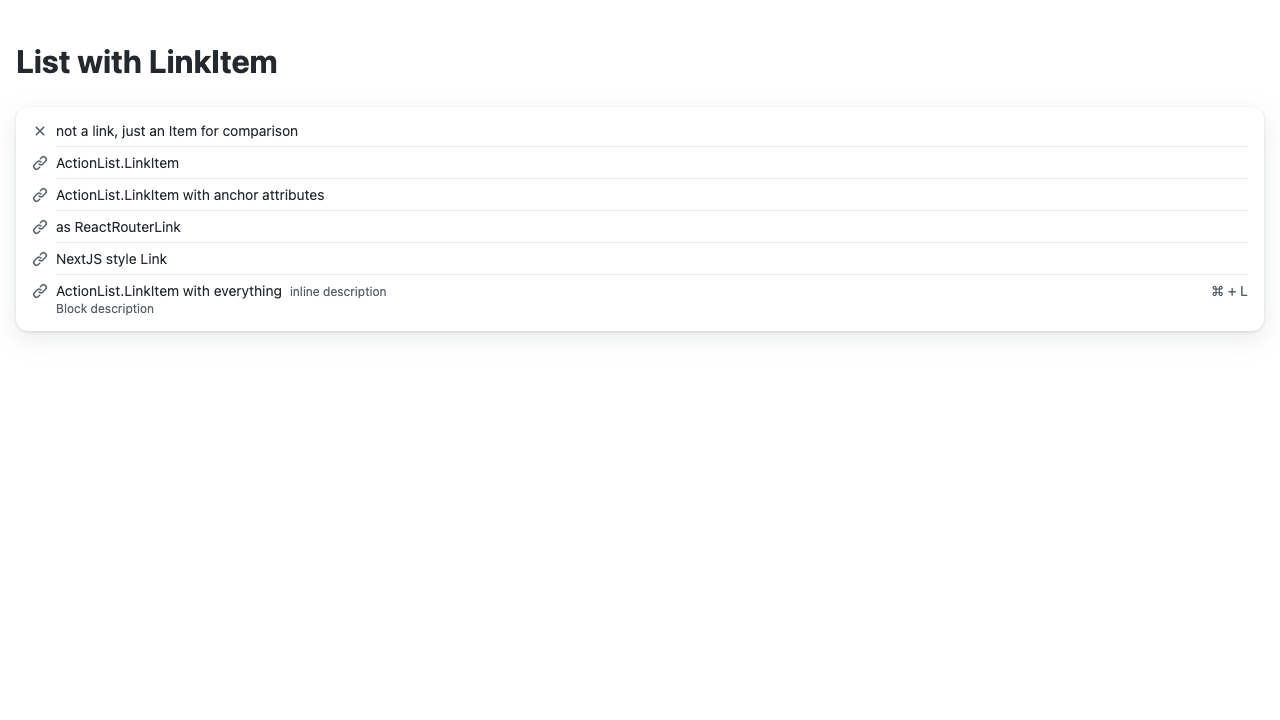 List with LinkItem
not a link, just an Item for comparison
ActionList.LinkItem
ActionList.LinkItem with anchor attributes
as ReactRouterLink
NextJS style Link
ActionList.LinkItem with everything inline description ⌘ + L
Block description